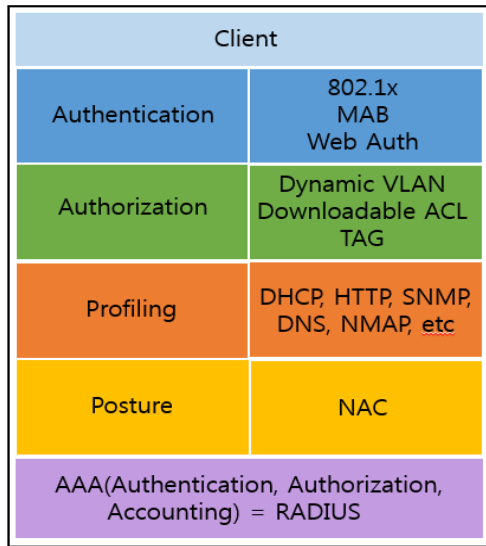 Client
Authentication
802.1x
MAB
Web Auth
Authorization
Dynamic VLAN
Downloadable ACL
TAG
Profiling
DHCP, HTTP, SNMP,
DNS, NMAP, etc
Posture
NAC
AAA(Authentication, Authorization,
Accounting) = RADIUS